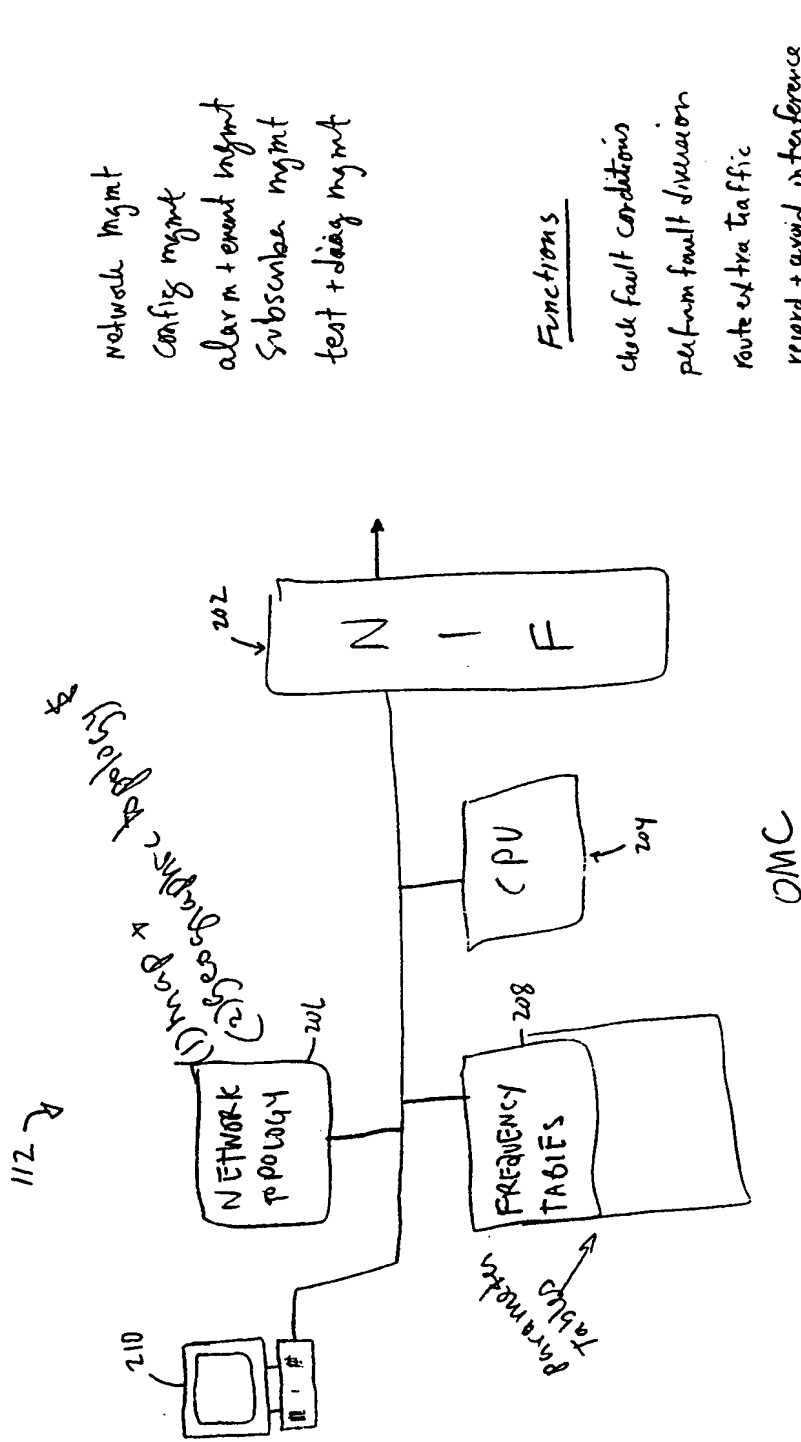 112
210
NETWORK
TOPOLOGY
206
(1) map *
(2) geographic topology *
202
N
I
F
FREQUENCY
TABLES
208
Parameter
Tables
CPU
204
OMC
Network mgmt
config mgmt
alarm + event mgmt
Subscriber mgmt
test + diag mgmt
Functions
check fault conditions
perform fault diversion
route extra traffic
record + avoid interference